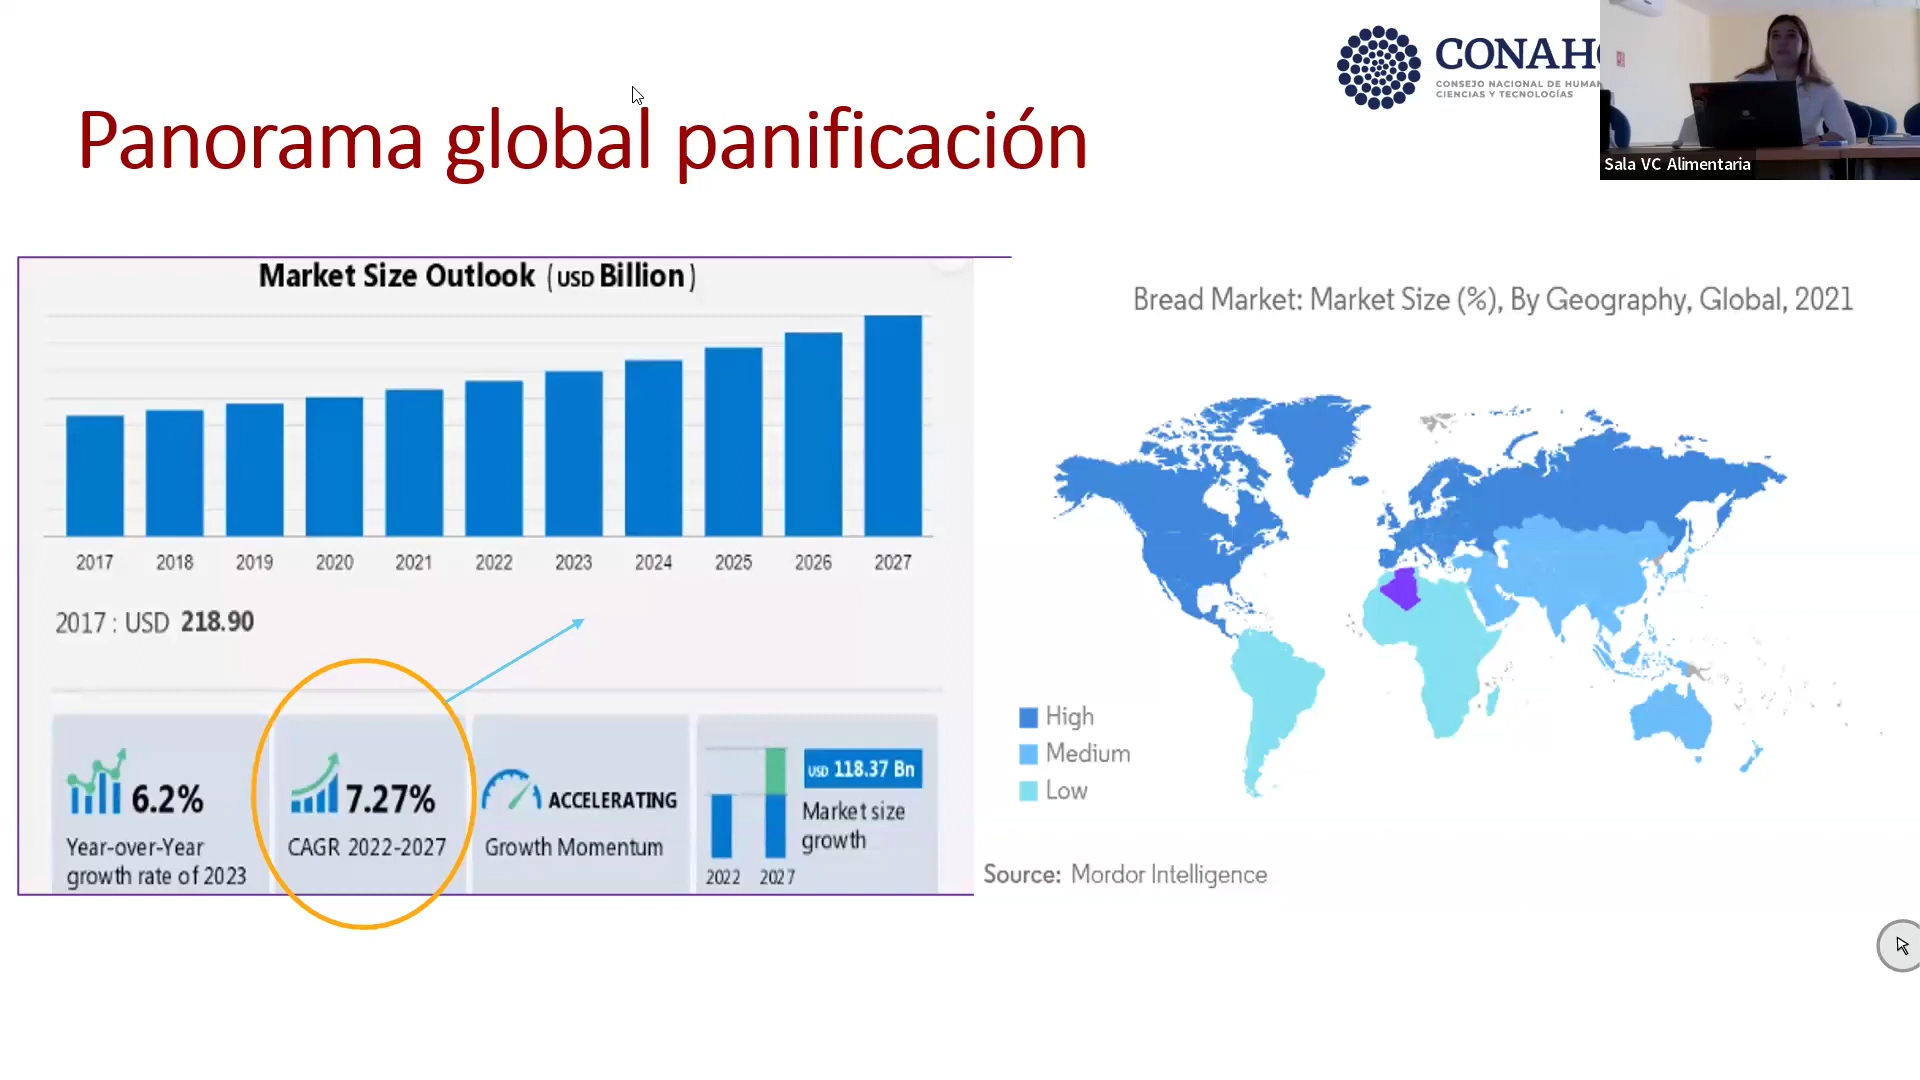 CONAH
CONSEJO NACIONAL DE HUMAN
CIENCIAS Y TECNOLOGÍAS
Sala VC Alimentaria
Panorama global panificación
Market Size Outlook (USD Billion)
2017 2018 2019 2020 2021 2022 2023 2024 2025 2026 2027
2017 : USD 218.90
6.2%
Year-over-Year
growth rate of 2023
7.27%
CAGR 2022-2027
ACCELERATING
Growth Momentum
2022 2027
USD 118.37 Bn
Market size
growth
Bread Market: Market Size (%), By Geography, Global, 2021
High
Medium
Low
Source: Mordor Intelligence